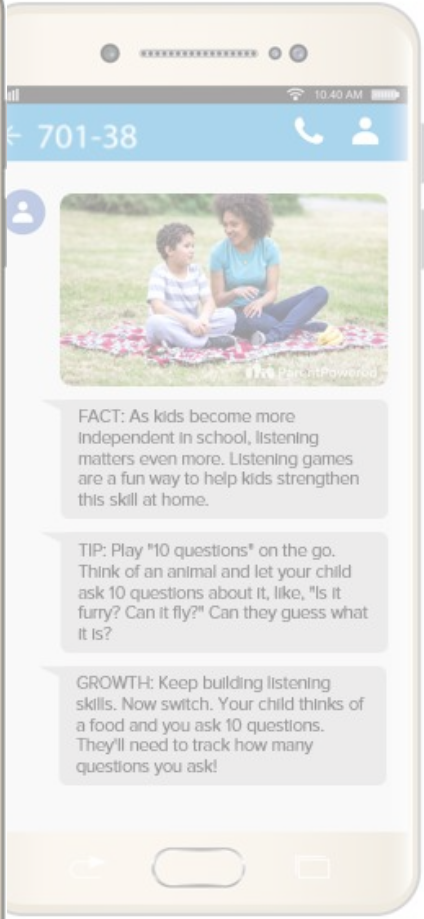 10.40 AM
701-38
ParentPowered
FACT: As kids become more
independent in school, listening
matters even more. Listening games
are a fun way to help kids strengthen
this skill at home.
TIP: Play "10 questions" on the go.
Think of an animal and let your child
ask 10 questions about it, like, "Is it
furry? Can it fly?" Can they guess what
it is?
GROWTH: Keep building listening
skills. Now switch. Your child thinks of
a food and you ask 10 questions.
They'll need to track how many
questions you ask!